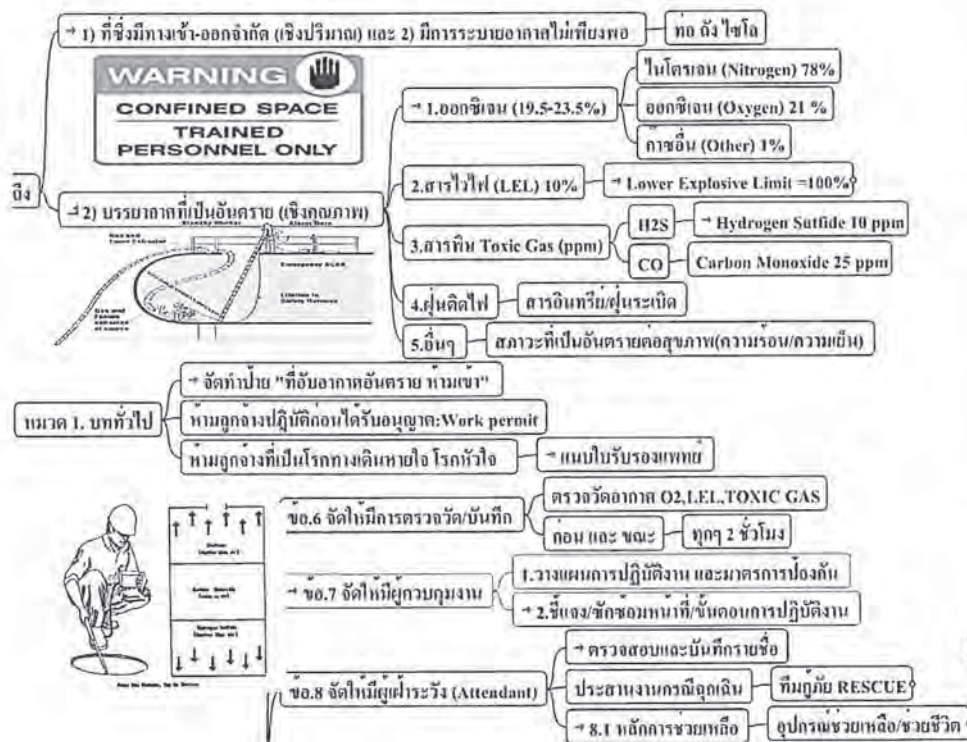 → 1) ที่ซึ่งมีทางเข้า-ออกจำกัด (เชิงปริมาณ) และ 2) มีการระบายอากาศไม่เพียงพอ
ท่อ ถัง ไซโล
WARNING
CONFINED SPACE
TRAINED
PERSONNEL ONLY
→ 1.ออกซิเจน (19.5-23.5%)
ไนโตรเจน (Nitrogen) 78%
ออกซิเจน (Oxygen) 21 %
ก๊าซอื่น (Other) 1%
ถึง
→ 2) บรรยากาศที่เป็นอันตราย (เชิงคุณภาพ)
2.สารไวไฟ (LEL) 10%
→ Lower Explosive Limit =100%
3.สารพิษ Toxic Gas (ppm)
H2S
→ Hydrogen Sutfide 10 ppm
CO
Carbon Monoxide 25 ppm
4.ฝุ่นติดไฟ
สารอินทรีย์/ฝุ่นระเบิด
5.อื่นๆ
สภาวะที่เป็นอันตรายต่อสุขภาพ(ความร้อน/ความเย็น)
หมวด 1. บททั่วไป
→ จัดทำป้าย "ที่อับอากาศอันตราย ห้ามเข้า"
ห้ามลูกจ้างปฎิบัติก่อนได้รับอนุญาต:Work permit
ห้ามลูกจ้างที่เป็นโรคทางเดินหายใจ โรคหัวใจ
→ แนบใบรับรองแพทย์
ข้อ.6 จัดให้มีการตรวจวัด/บันทึก
ตรวจวัดอากาศ O2,LEL,TOXIC GAS
ก่อน และ ขณะ
ทุกๆ 2 ชั่วโมง
→ ข้อ.7 จัดให้มีผู้ควบคุมงาน
1.วางแผนการปฏิบัติงาน และมาตรการป้องกัน
→ 2.ชี้แจง/ซักซ้อมหน้าที่/ขั้นตอนการปฏิบัติงาน
ข้อ.8 จัดให้มีผู้เฝ้าระวัง (Attendant)
→ ตรวจสอบและบันทึกรายชื่อ
ประสานงานกรณีฉุกเฉิน
ทีมกู้ภัย RESCUE
→ 8.1 หลักการช่วยเหลือ
อุปกรณ์ช่วยเหลือ/ช่วยชีวิต